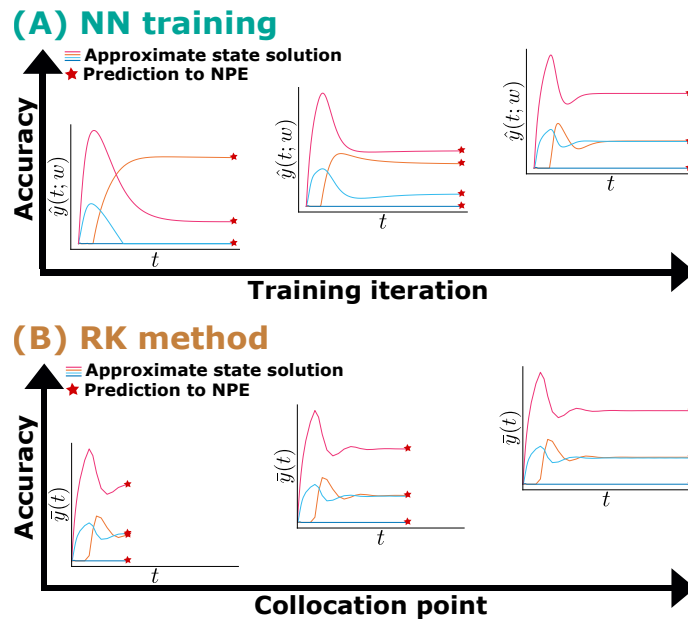 (A) NN training
Approximate state solution
Prediction to NPE
Accuracy
ŷ(t; w)
t
ŷ(t; w)
t
ŷ(t; w)
t
Training iteration
(B) RK method
Approximate state solution
Prediction to NPE
Accuracy
ȳ(t)
t
ȳ(t)
t
ȳ(t)
t
Collocation point